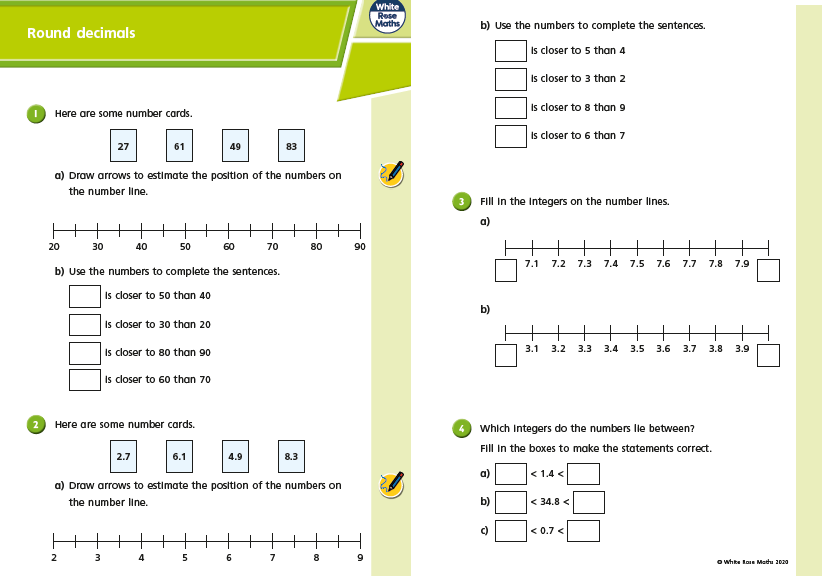 Round decimals
White
Rose
Maths
1 Here are some number cards.
27 61 49 83
a) Draw arrows to estimate the position of the numbers on
the number line.
20 30 40 50 60 70 80 90
b) Use the numbers to complete the sentences.
is closer to 50 than 40
is closer to 30 than 20
is closer to 80 than 90
is closer to 60 than 70
2 Here are some number cards.
2.7 6.1 4.9 8.3
a) Draw arrows to estimate the position of the numbers on
the number line.
2 3 4 5 6 7 8 9
b) Use the numbers to complete the sentences.
is closer to 5 than 4
is closer to 3 than 2
is closer to 8 than 9
is closer to 6 than 7
3 Fill in the integers on the number lines.
a)
7.1 7.2 7.3 7.4 7.5 7.6 7.7 7.8 7.9
b)
3.1 3.2 3.3 3.4 3.5 3.6 3.7 3.8 3.9
4 Which integers do the numbers lie between?
Fill in the boxes to make the statements correct.
a) < 1.4 <
b) < 34.8 <
c) < 0.7 <
© White Rose Maths 2020